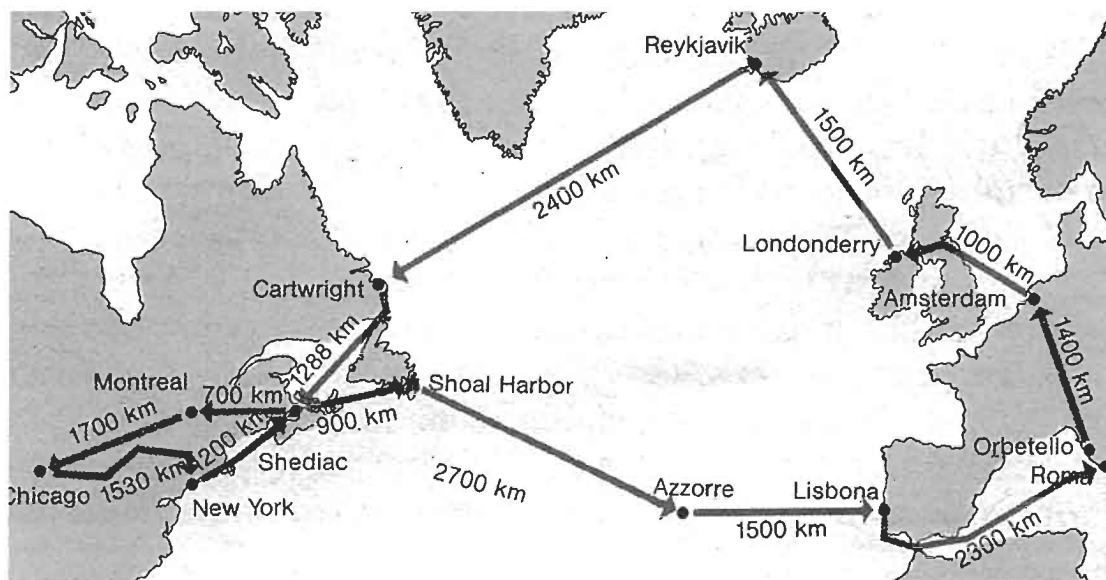 Reykjavik
1500 km
2400 km
Londonderry
1000 km
Cartwright
Amsterdam
1288 km
1400 km
Montreal
700 km
Shoal Harbor
1700 km
900 km
1200 km
Shediac
Orbetello
1530 km
Roma
Chicago
2700 km
New York
Azzorre
Lisbona
1500 km
2300 km